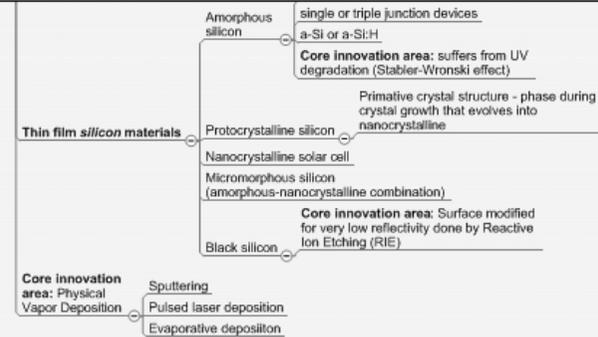 Amorphous
silicon
single or triple junction devices
a-Si or a-Si:H
Core innovation area: suffers from UV
degradation (Stabler-Wronski effect)
Thin film silicon materials
Protocrystalline silicon
Primative crystal structure - phase during
crystal growth that evolves into
nanocrystalline
Nanocrystalline solar cell
Micromorphous silicon
(amorphous-nanocrystalline combination)
Black silicon
Core innovation area: Surface modified
for very low reflectivity done by Reactive
Ion Etching (RIE)
Core innovation
area: Physical
Vapor Deposition
Sputtering
Pulsed laser deposition
Evaporative deposiiton